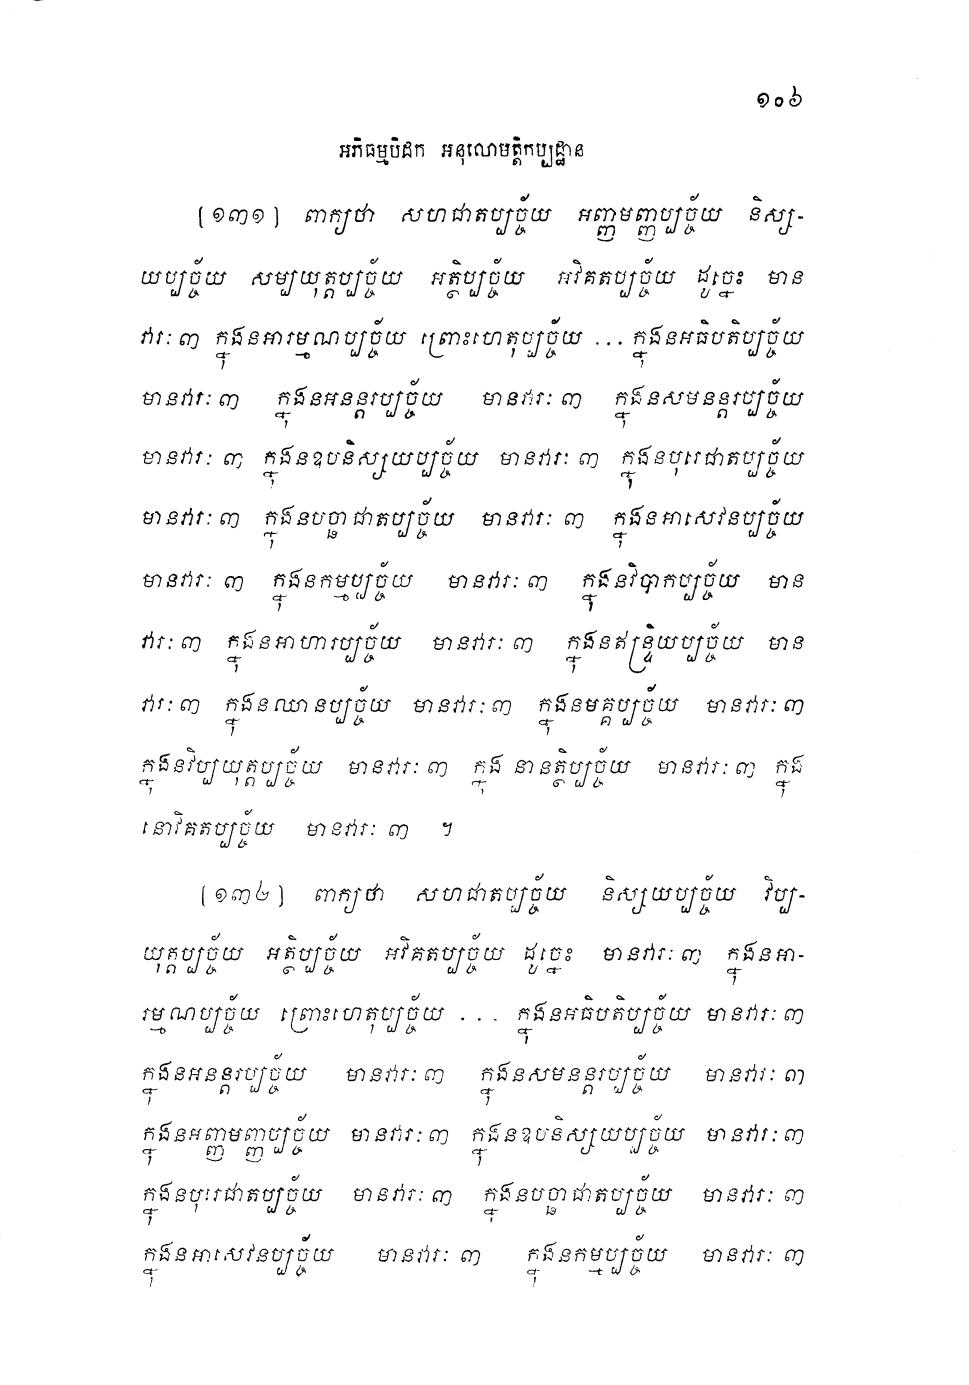 ១០៦
អភិធម្មបិដក អនុលោមត្តិកប្បដ្ឋាន
(១៣១) ពាក្យថា សហជាតប្បច្ច័យ អញ្ញមញ្ញប្បច្ច័យ និស្ស-
យប្បច្ច័យ សម្បយុត្តប្បច្ច័យ អត្ថិប្បច្ច័យ អវិគតប្បច្ច័យ ដូច្នេះ មាន
វារៈ ៣ ក្នុងនអារម្មណប្បច្ច័យ ព្រោះហេតុប្បច្ច័យ ... ក្នុងនអធិបតិប្បច្ច័យ
មានវារៈ ៣ ក្នុងនអនន្តរប្បច្ច័យ មានវារៈ ៣ ក្នុងនសមនន្តរប្បច្ច័យ
មានវារៈ ៣ ក្នុងនឧបនិស្សយប្បច្ច័យ មានវារៈ ៣ ក្នុងនបុរេជាតប្បច្ច័យ
មានវារៈ ៣ ក្នុងនបច្ឆាជាតប្បច្ច័យ មានវារៈ ៣ ក្នុងនអាសេវនប្បច្ច័យ
មានវារៈ ៣ ក្នុងនកម្មប្បច្ច័យ មានវារៈ ៣ ក្នុងនវិបាកប្បច្ច័យ មាន
វារៈ ៣ ក្នុងនអាហារប្បច្ច័យ មានវារៈ ៣ ក្នុងនឥន្ទ្រិយប្បច្ច័យ មាន
វារៈ ៣ ក្នុងនឈានប្បច្ច័យ មានវារៈ ៣ ក្នុងនមគ្គប្បច្ច័យ មានវារៈ ៣
ក្នុងនវិប្បយុត្តប្បច្ច័យ មានវារៈ ៣ ក្នុង នានត្ថិប្បច្ច័យ មានវារៈ ៣ ក្នុង
នោវិគតប្បច្ច័យ មានវារៈ ៣ ។
(១៣២) ពាក្យថា សហជាតប្បច្ច័យ និស្សយប្បច្ច័យ វិប្ប-
យុត្តប្បច្ច័យ អត្ថិប្បច្ច័យ អវិគតប្បច្ច័យ ដូច្នេះ មានវារៈ ៣ ក្នុងនអា-
រម្មណប្បច្ច័យ ព្រោះហេតុប្បច្ច័យ ... ក្នុងនអធិបតិប្បច្ច័យ មានវារៈ ៣
ក្នុងនអនន្តរប្បច្ច័យ មានវារៈ ៣ ក្នុងនសមនន្តរប្បច្ច័យ មានវារៈ ៣
ក្នុងនអញ្ញាមញ្ញប្បច្ច័យ មានវារៈ ៣ ក្នុងនឧបនិស្សយប្បច្ច័យ មានវារៈ ៣
ក្នុងនបុរេជាតប្បច្ច័យ មានវារៈ ៣ ក្នុងនបច្ឆាជាតប្បច្ច័យ មានវារៈ ៣
ក្នុងនអាសេវនប្បច្ច័យ មានវារៈ ៣ ក្នុងនកម្មប្បច្ច័យ មានវារៈ ៣